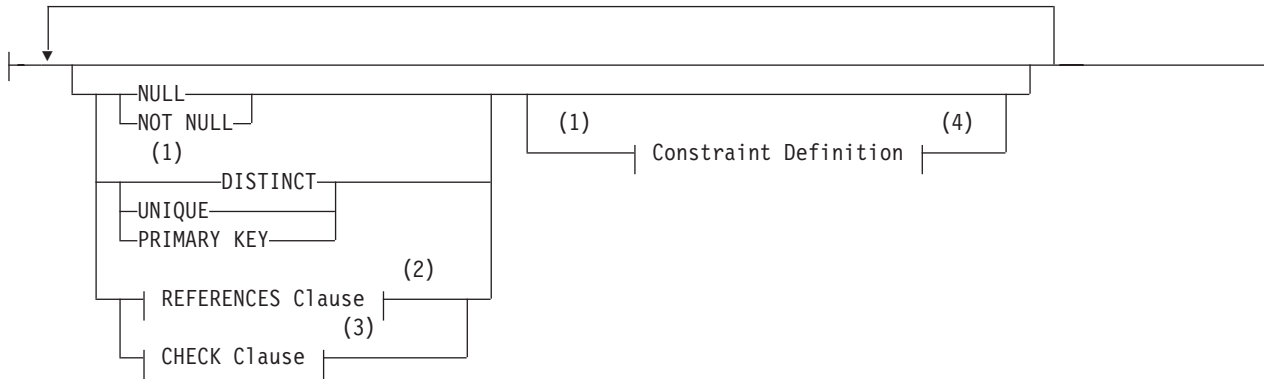 NULL
NOT NULL
(1) (4)
Constraint Definition
(1)
DISTINCT
UNIQUE
PRIMARY KEY
(2)
REFERENCES Clause
(3)
CHECK Clause